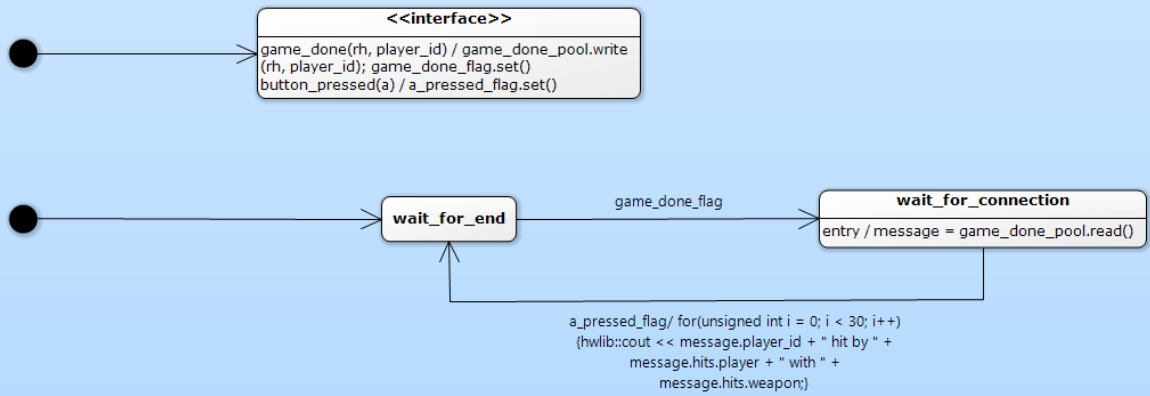 <<interface>>
game_done(rh, player_id) / game_done_pool.write
(rh, player_id); game_done_flag.set()
button_pressed(a) / a_pressed_flag.set()
wait_for_end
game_done_flag
wait_for_connection
entry / message = game_done_pool.read()
a_pressed_flag/ for(unsigned int i = 0; i < 30; i++)
{hwlib::cout << message.player_id + " hit by " +
message.hits.player + " with " +
message.hits.weapon;}